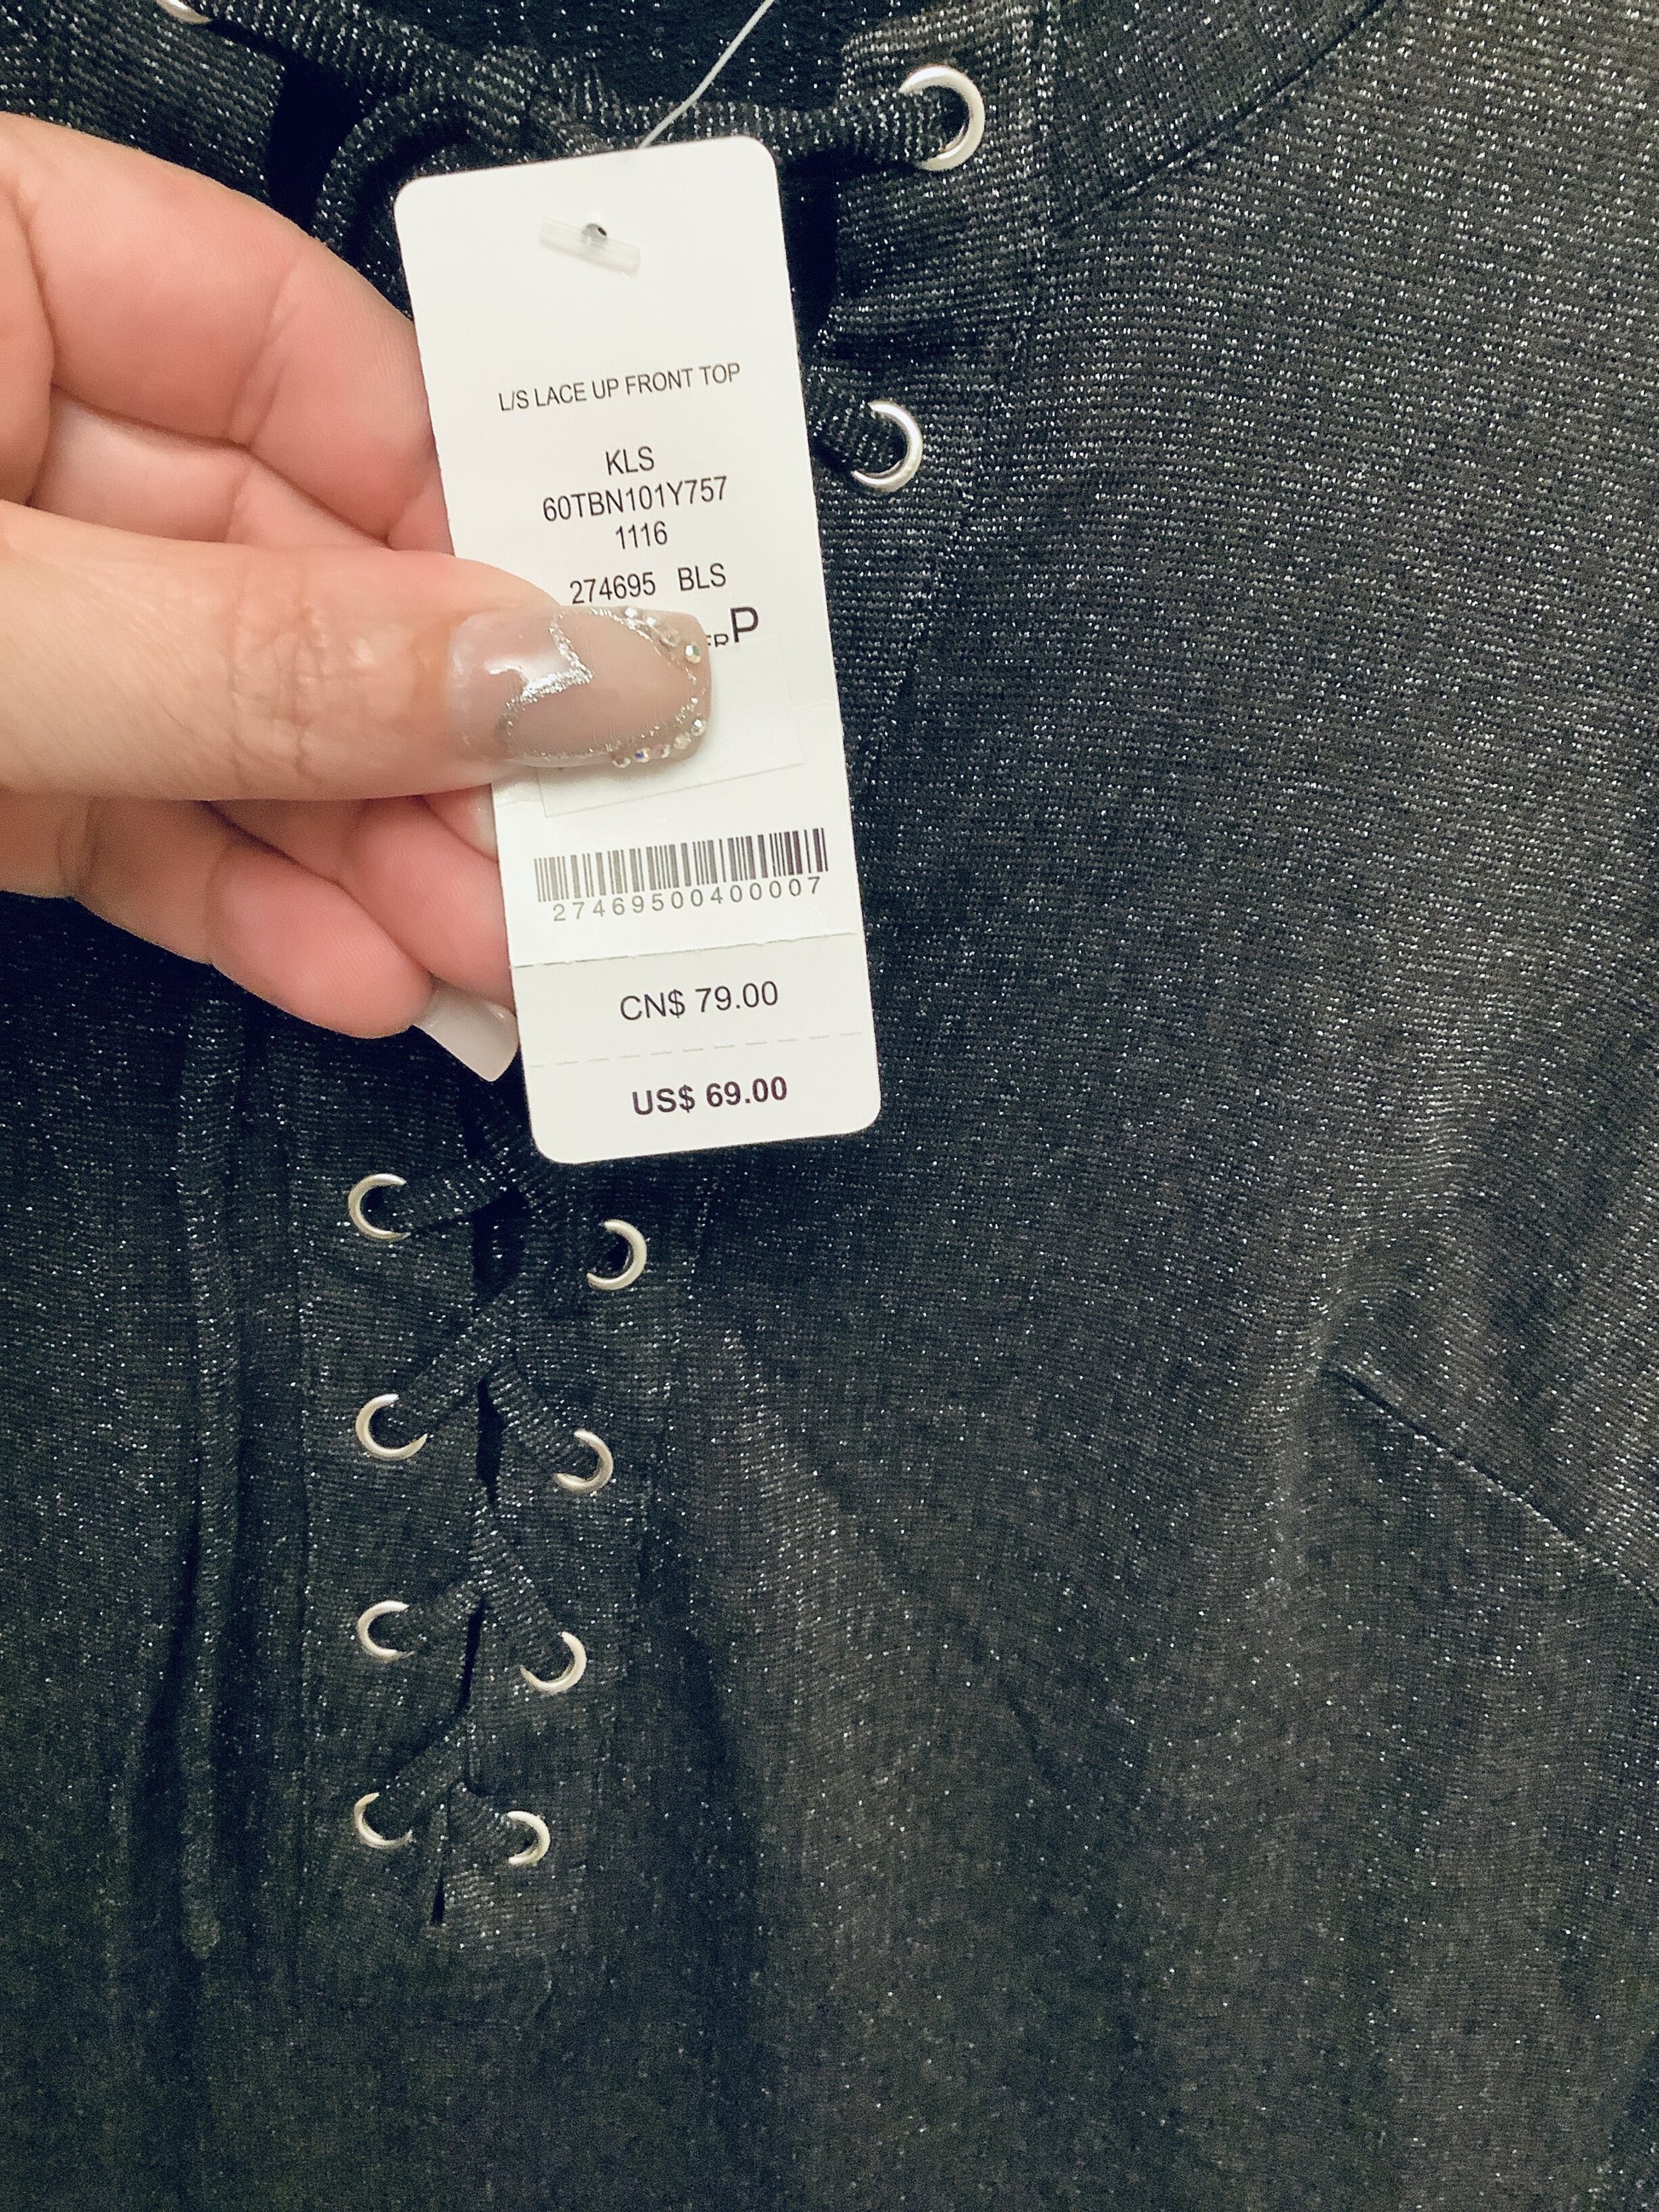 L/S LACE UP FRONT TOP
KLS
60TBN101Y757
1116
274695 BLS
P
27469500400007
CN$ 79.00
US$ 69.00